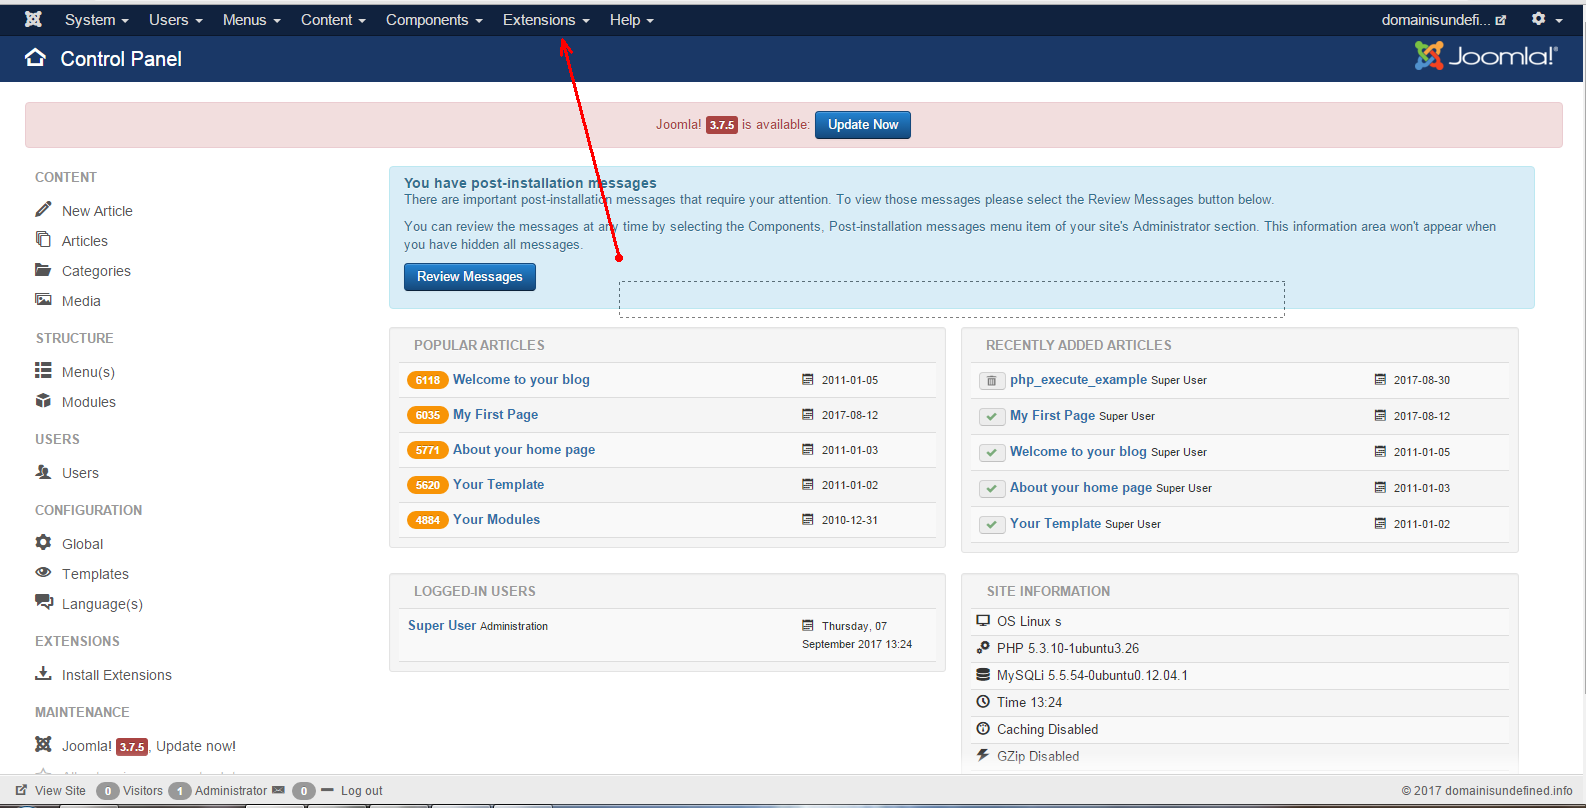 System Users Menus Content Components Extensions Help domainisundefi...
Control Panel Joomla!®
Joomla! 3.7.5 is available: Update Now
CONTENT
New Article
Articles
Categories
Media
STRUCTURE
Menu(s)
Modules
USERS
Users
CONFIGURATION
Global
Templates
Language(s)
EXTENSIONS
Install Extensions
MAINTENANCE
Joomla! 3.7.5, Update now!
You have post-installation messages
There are important post-installation messages that require your attention. To view those messages please select the Review Messages button below.
You can review the messages at any time by selecting the Components, Post-installation messages menu item of your site's Administrator section. This information area won't appear when
you have hidden all messages.
Review Messages
POPULAR ARTICLES
6118 Welcome to your blog 2011-01-05
6035 My First Page 2017-08-12
5771 About your home page 2011-01-03
5620 Your Template 2011-01-02
4884 Your Modules 2010-12-31
RECENTLY ADDED ARTICLES
php_execute_example Super User 2017-08-30
My First Page Super User 2017-08-12
Welcome to your blog Super User 2011-01-05
About your home page Super User 2011-01-03
Your Template Super User 2011-01-02
LOGGED-IN USERS
Super User Administration Thursday, 07
September 2017 13:24
SITE INFORMATION
OS Linux s
PHP 5.3.10-1ubuntu3.26
MySQLi 5.5.54-0ubuntu0.12.04.1
Time 13:24
Caching Disabled
GZip Disabled
View Site 0 Visitors 1 Administrator 0 Log out © 2017 domainisundefined.info